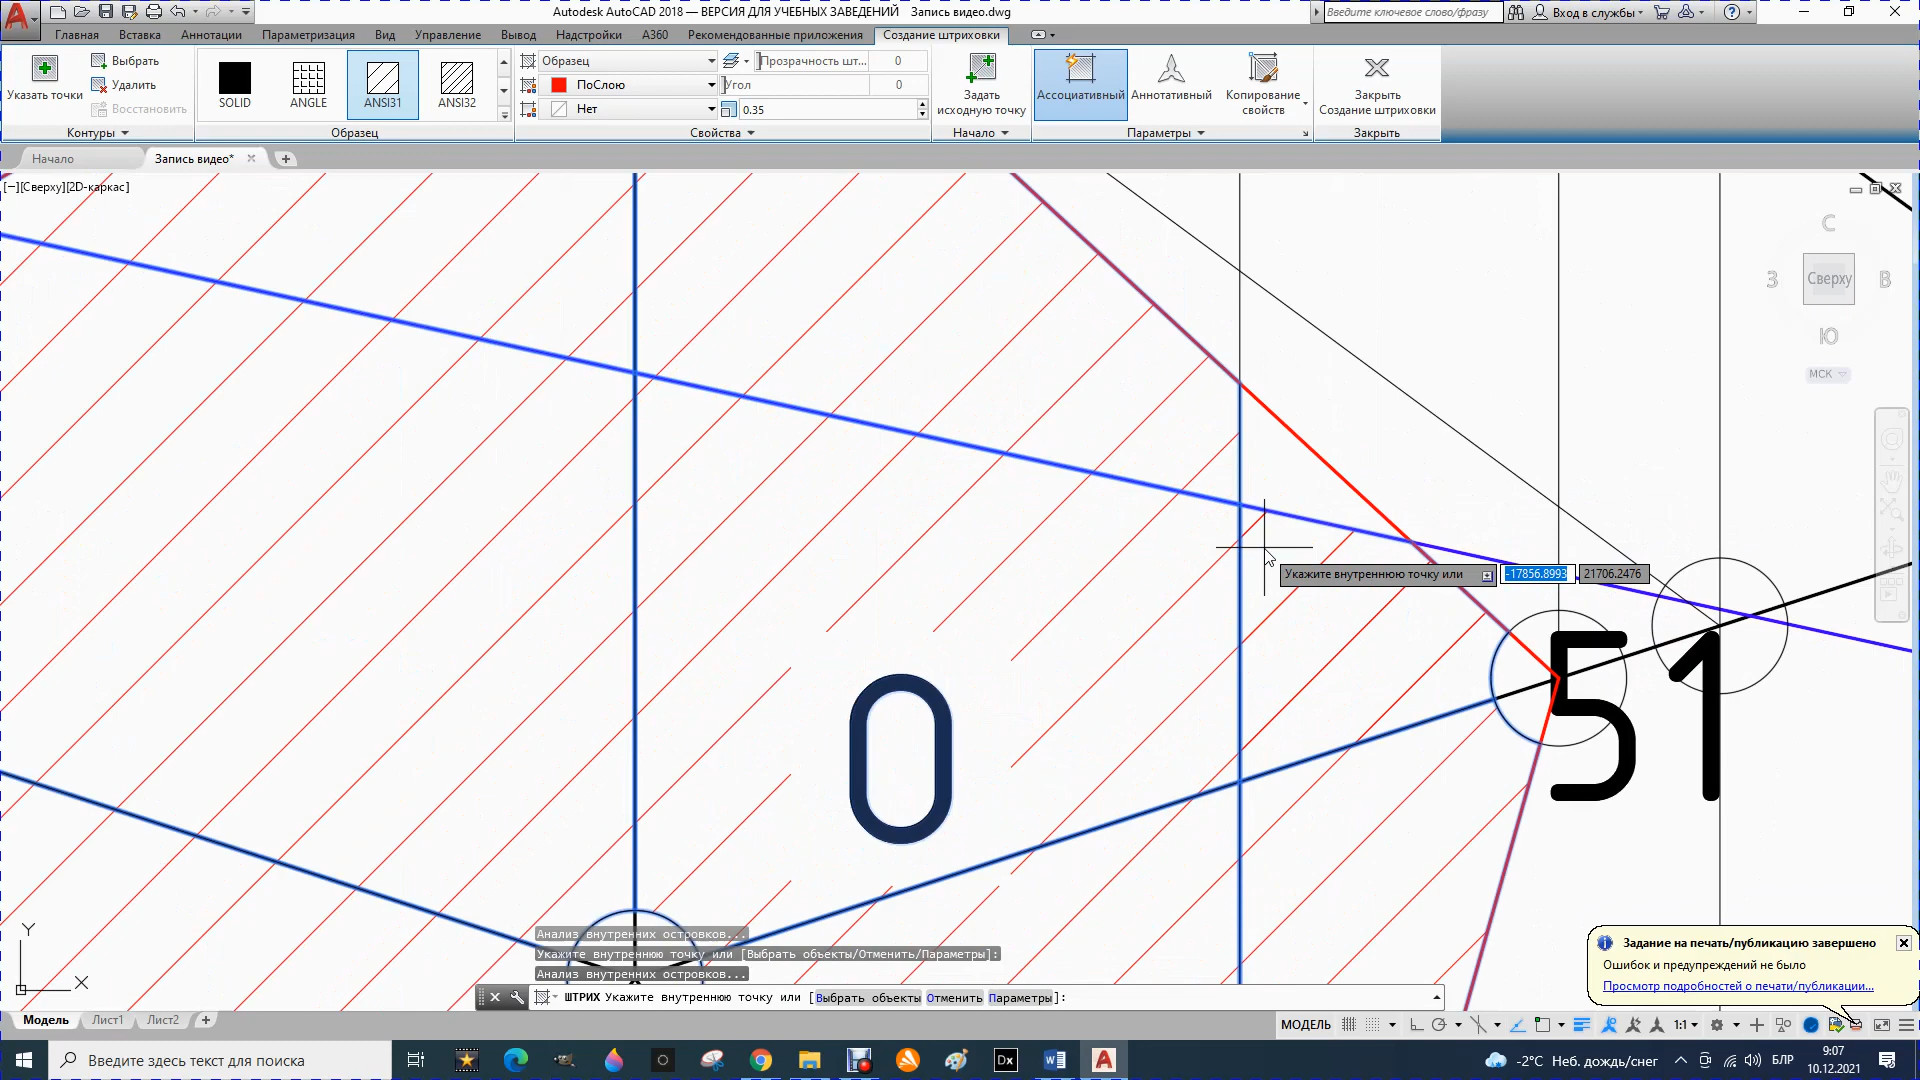 Autodesk AutoCAD 2018 — ВЕРСИЯ ДЛЯ УЧЕБНЫХ ЗАВЕДЕНИЙ Запись видео.dwg
Введите ключевое слово/фразу
Вход в службы
Главная Вставка Аннотации Параметризация Вид Управление Вывод Надстройки A360 Рекомендованные приложения Создание штриховки
Указать точки
Выбрать
Удалить
Восстановить
SOLID ANGLE ANSI31 ANSI32
Образец
ПоСлою
Нет
Прозрачность шт... 0
Угол 0
0.35
Задать
исходную точку
Ассоциативный
Аннотативный
Копирование
свойств
Закрыть
Создание штриховки
Контуры Образец Свойства Начало Параметры Закрыть
Начало Запись видео*
[−][Сверху][2D-каркас]
С
З Сверху В
Ю
МСК
Укажите внутреннюю точку или -17856.8993 21706.2476
51
0
Y
X
Анализ внутренних островков...
Укажите внутреннюю точку или [Выбрать объекты/Отменить/Параметры]:
Анализ внутренних островков...
ШТРИХ Укажите внутреннюю точку или [Выбрать объекты Отменить Параметры]:
Задание на печать/публикацию завершено
Ошибок и предупреждений не было
Просмотр подробностей о печати/публикации...
Модель Лист1 Лист2
МОДЕЛЬ 1:1
Введите здесь текст для поиска
Dx
-2°C Неб. дождь/снег
БЛР
9:07
10.12.2021